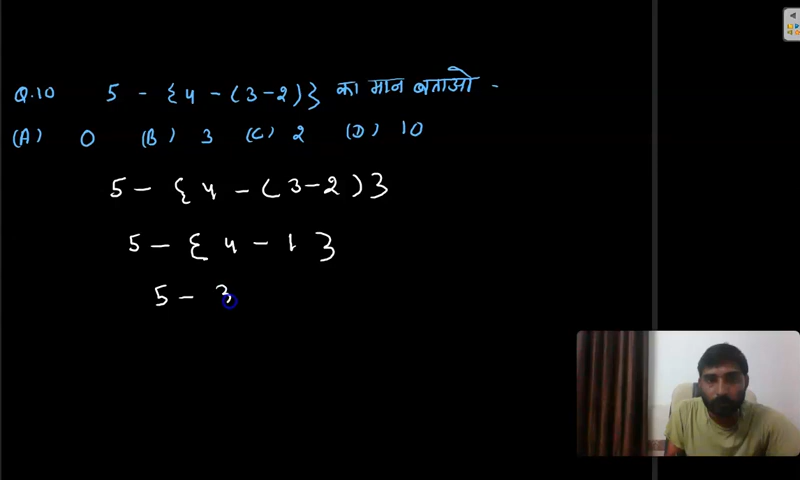 Q.10 5 - {4 - (3-2)} का मान बताओ -
(A) 0 (B) 3 (C) 2 (D) 10
5 - {4 - (3-2)}
5 - {4 - 1}
5 - 3